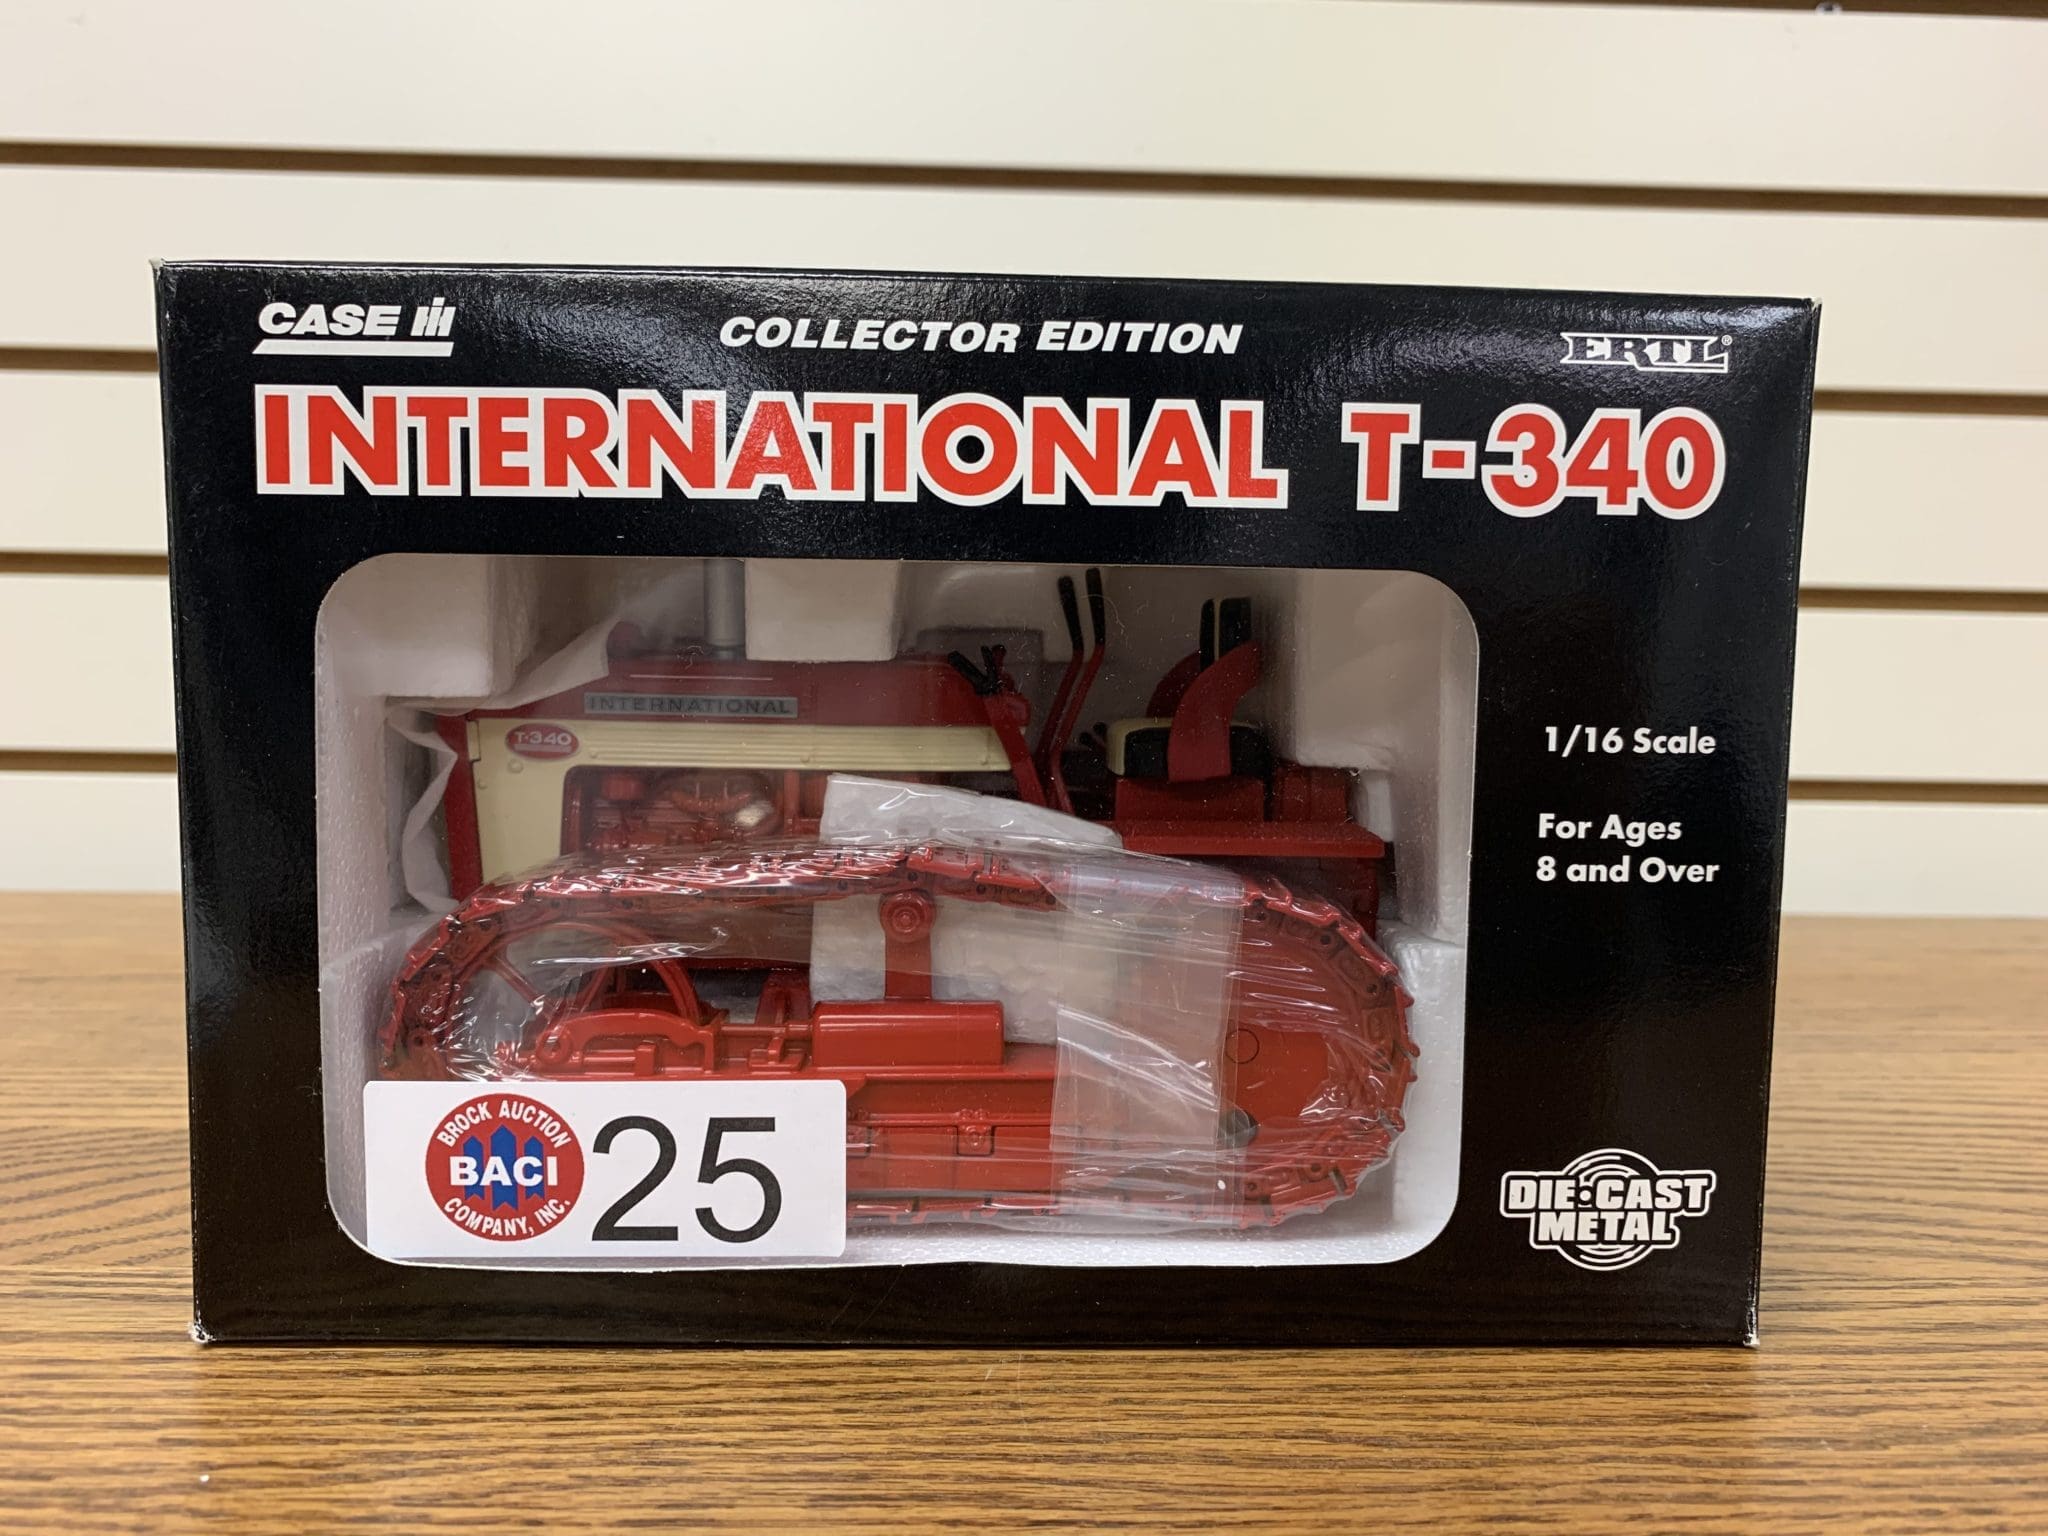 CASE IH
COLLECTOR EDITION
ERTL®
INTERNATIONAL T-340
INTERNATIONAL
T-340
1/16 Scale
For Ages
8 and Over
BROCK AUCTION
BACI
COMPANY, INC.
25
DIE-CAST
METAL